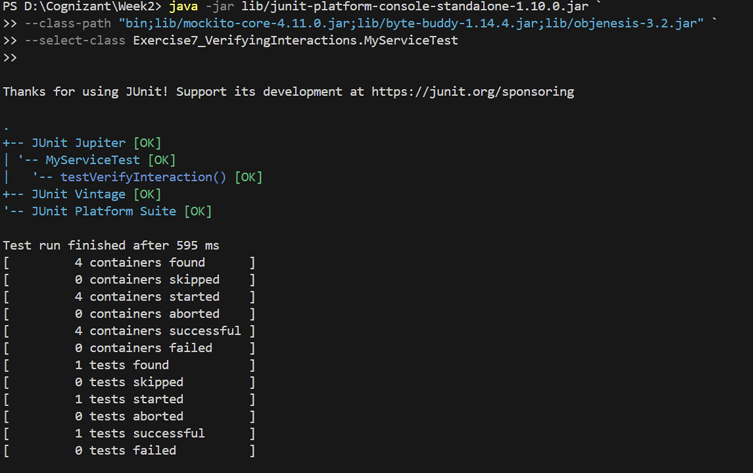 PS D:\Cognizant\Week2> java -jar lib/junit-platform-console-standalone-1.10.0.jar `
>> --class-path "bin;lib/mockito-core-4.11.0.jar;lib/byte-buddy-1.14.4.jar;lib/objenesis-3.2.jar" `
>> --select-class Exercise7_VerifyingInteractions.MyServiceTest
>>
Thanks for using JUnit! Support its development at https://junit.org/sponsoring
.
+-- JUnit Jupiter [OK]
| '-- MyServiceTest [OK]
|   '-- testVerifyInteraction() [OK]
+-- JUnit Vintage [OK]
'-- JUnit Platform Suite [OK]
Test run finished after 595 ms
[         4 containers found      ]
[         0 containers skipped    ]
[         4 containers started    ]
[         0 containers aborted    ]
[         4 containers successful ]
[         0 containers failed     ]
[         1 tests found           ]
[         0 tests skipped         ]
[         1 tests started         ]
[         0 tests aborted         ]
[         1 tests successful      ]
[         0 tests failed          ]